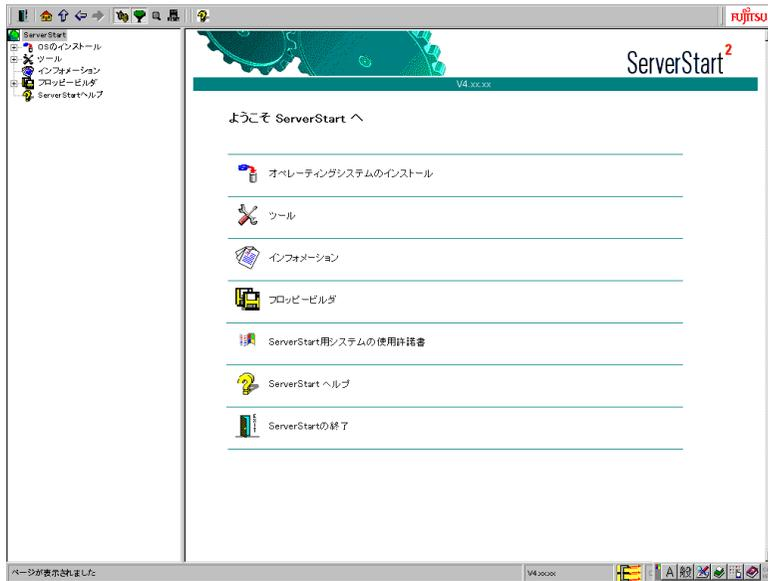 FUJITSU
ServerStart
OSのインストール
ツール
インフォメーション
フロッピービルダ
ServerStartヘルプ
ServerStart2
V4.xx.xx
ようこそ ServerStart へ
オペレーティングシステムのインストール
ツール
インフォメーション
フロッピービルダ
ServerStart用システムの使用許諾書
ServerStart ヘルプ
EXIT
ServerStartの終了
ページが表示されました
V4.xx.xx
A 般